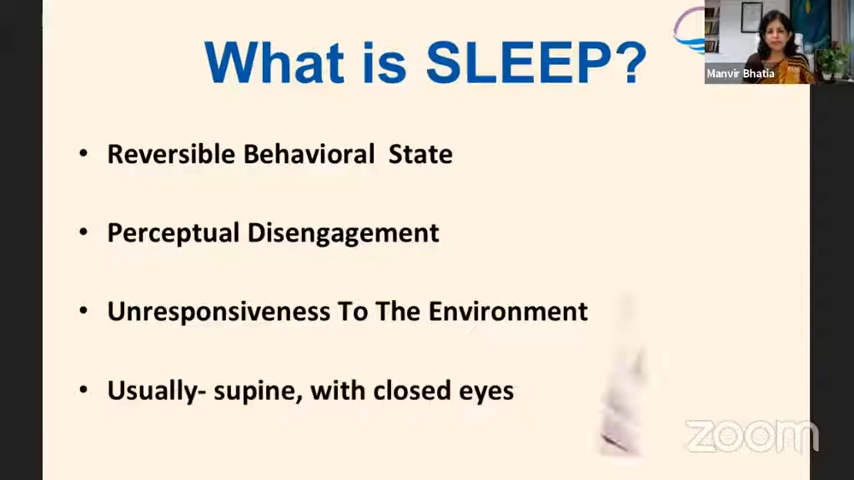 What is SLEEP?
Manvir Bhatia
• Reversible Behavioral State
• Perceptual Disengagement
• Unresponsiveness To The Environment
• Usually- supine, with closed eyes
zoom